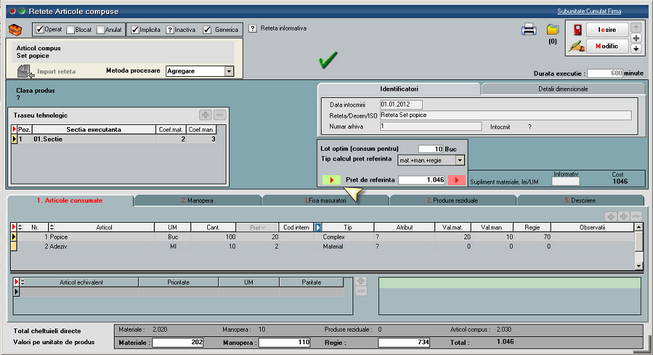 Retete Articole compuse
Subunitate:Cumulat Firma
Operat Blocat Anulat Implicita Inactiva Generica ? Reteta informativa
(0)
Iesire
Modific
Articol compus
Set popice
Import reteta Metoda procesare Agregare
Durata executie : 600 minute
Clasa produs
?
Traseu tehnologic
Poz. Sectia executanta Coef.mat. Coef.man.
1 01.Sectie 2 3
Identificatori Detalii dimensionale
Data intocmirii 01.01.2012
Reteta/Desen/ISO Reteta Set popice
Numar arhiva 1 Intocmit ?
Lot optim (consum pentru) 10 Buc
Tip calcul pret referinta mat.+man.+regie
Pret de referinta 1.046
Supliment materiale, lei/UM Informativ Cost 1046
1. Articole consumate 2. Manopera 3.Fisa masuratori 4. Produse reziduale 5. Descriere
Nr. Articol UM Cant. Pret Cod intern Tip Atribut Val.mat. Val.man. Regie Observatii
1 Popice Buc 100 20 Complex ? 20 10 70
2 Adeziv Ml 10 2 Material ? 0 0 0
Articol echivalent Prioritate UM Paritate
Total cheltuieli directe Materiale : 2.020 Manopera : 10 Produse reziduale : 0 Articol compus : 2.030
Valori pe unitate de produs Materiale : 202 Manopera : 110 Regie : 734 Total : 1.046